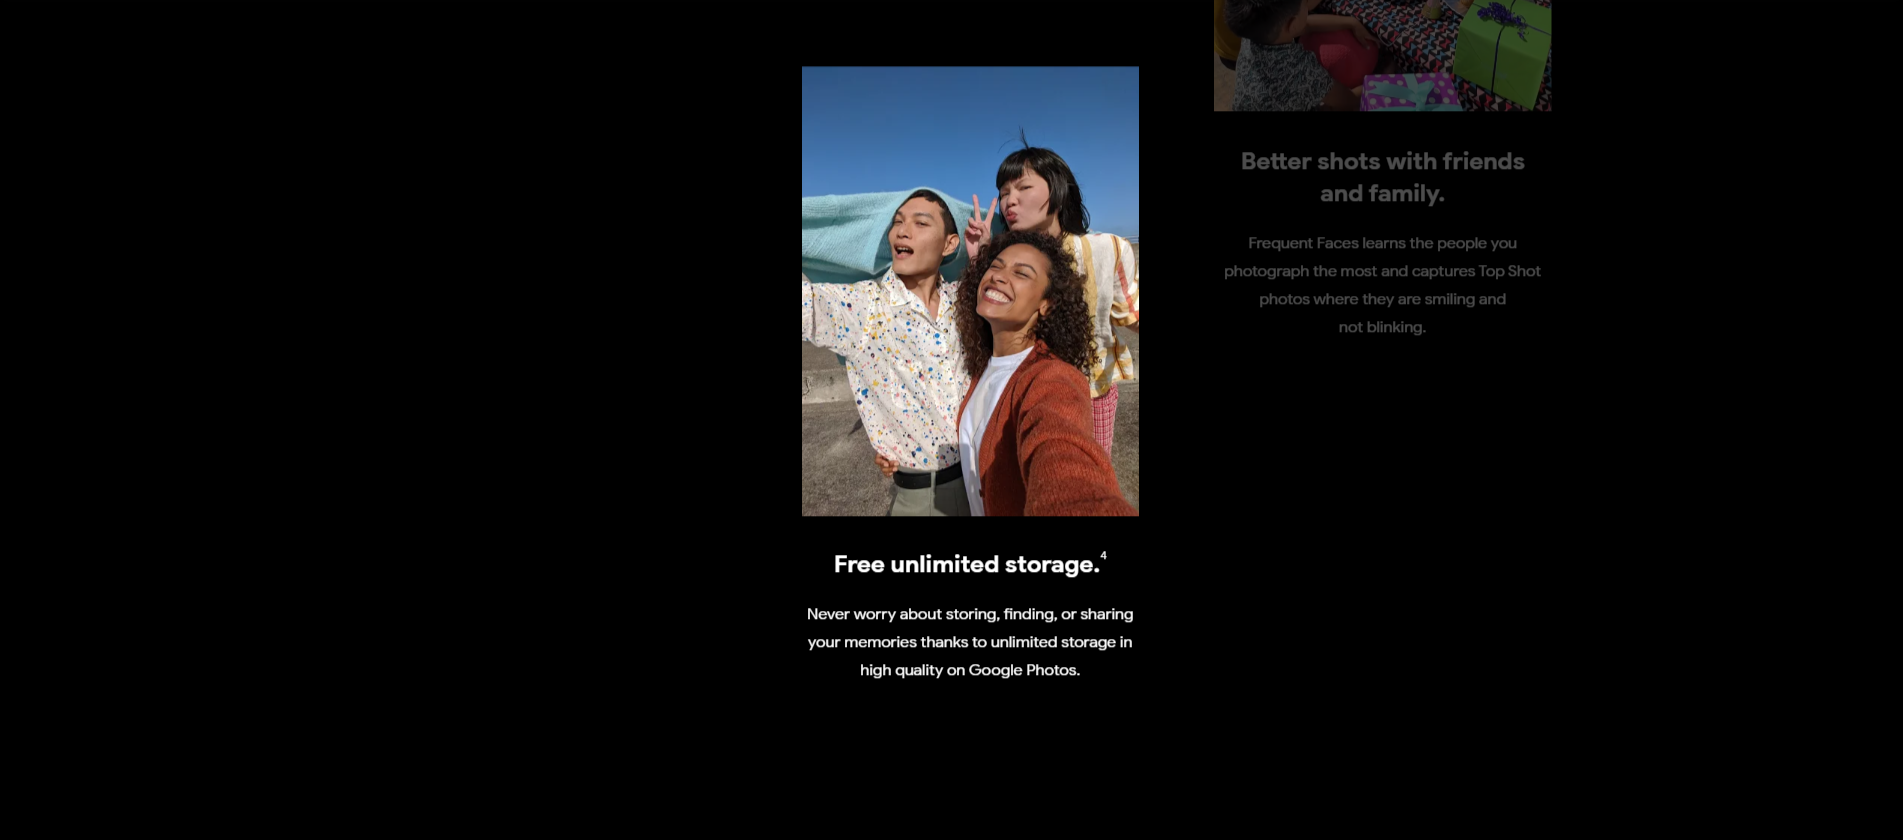 Better shots with friends
and family.
Frequent Faces learns the people you
photograph the most and captures Top Shot
photos where they are smiling and
not blinking.
Free unlimited storage.4
Never worry about storing, finding, or sharing
your memories thanks to unlimited storage in
high quality on Google Photos.